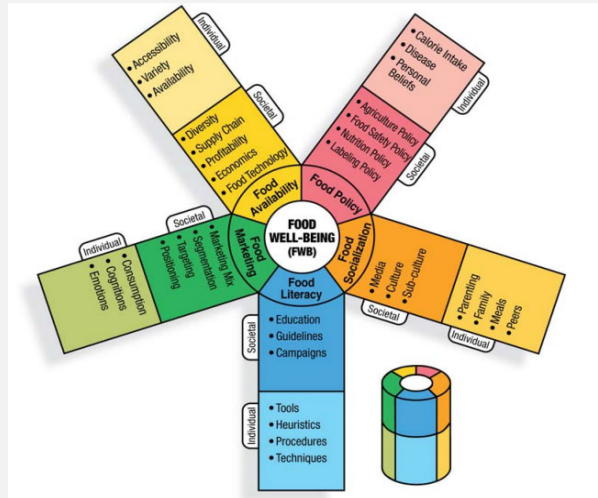 FOOD
WELL-BEING
(FWB)
Food
Availability
Societal
• Diversity
• Supply Chain
• Profitability
• Economics
• Food Technology
Individual
• Accessibility
• Variety
• Availability
Food Policy
Societal
• Agriculture Policy
• Food Safety Policy
• Nutrition Policy
• Labeling Policy
Individual
• Calorie Intake
• Disease
• Personal
Beliefs
Food
Socialization
Societal
• Media
• Culture
• Sub-culture
Individual
• Parenting
• Family
• Meals
• Peers
Food
Literacy
Societal
• Education
• Guidelines
• Campaigns
Individual
• Tools
• Heuristics
• Procedures
• Techniques
Food
Marketing
Societal
• Marketing Mix
• Segmentation
• Targeting
• Positioning
Individual
• Consumption
• Cognitions
• Emotions